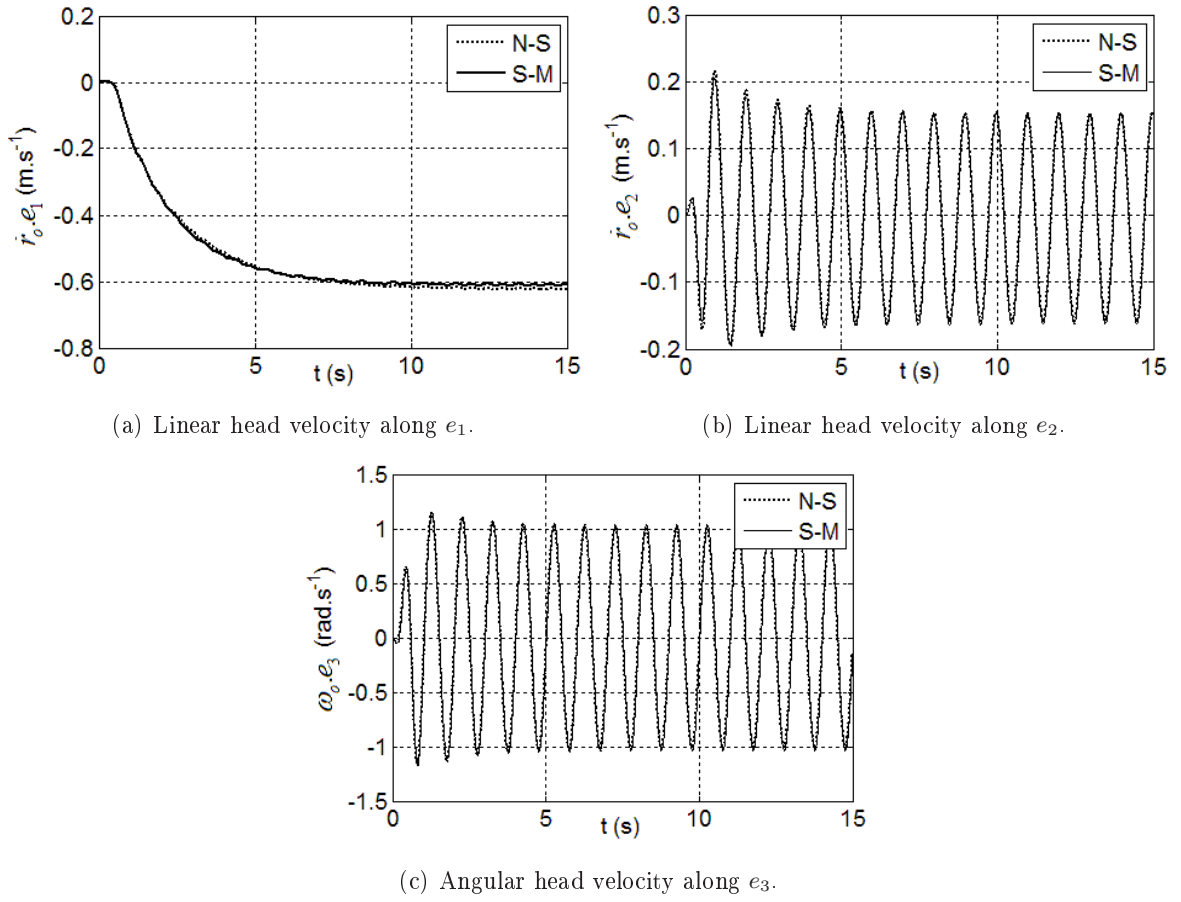 0.2
0
-0.2
-0.4
-0.6
-0.8
0
5
10
15
N-S
S-M
ṙₒ.e₁ (m.s⁻¹)
t (s)
(a) Linear head velocity along e₁.
0.3
0.2
0.1
0
-0.1
-0.2
0
5
10
15
N-S
S-M
ṙₒ.e₂ (m.s⁻¹)
t (s)
(b) Linear head velocity along e₂.
1.5
1
0.5
0
-0.5
-1
-1.5
0
5
10
15
N-S
S-M
ωₒ.e₃ (rad.s⁻¹)
t (s)
(c) Angular head velocity along e₃.